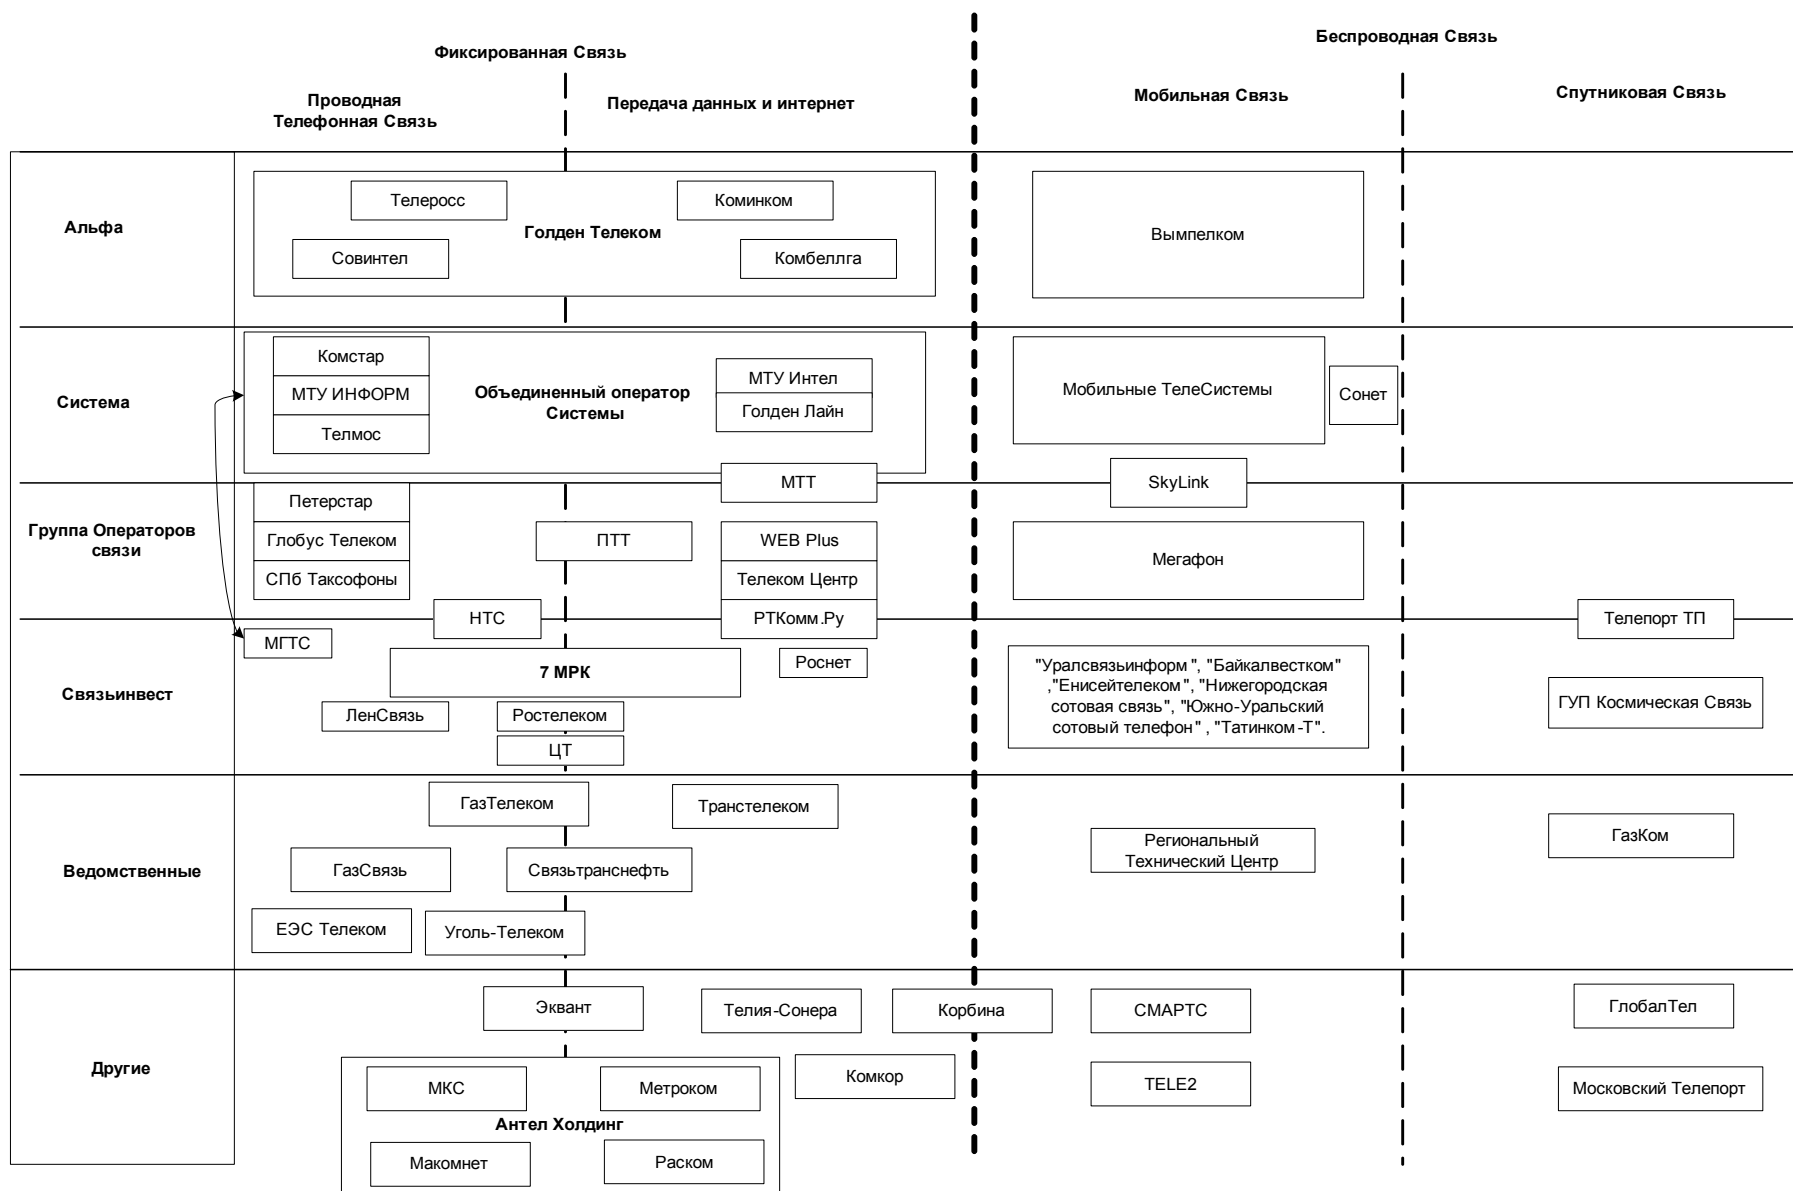 Фиксированная Связь
Беспроводная Связь
Проводная
Телефонная Связь
Передача данных и интернет
Мобильная Связь
Спутниковая Связь
Альфа
Телеросс
Коминком
Голден Телеком
Совинтел
Комбеллга
Вымпелком
Система
Комстар
МТУ ИНФОРМ
Телмос
Объединенный оператор
Системы
МТУ Интел
Голден Лайн
Мобильные ТелеСистемы
Сонет
МТТ
SkyLink
Группа Операторов
связи
Петерстар
Глобус Телеком
СПб Таксофоны
ПТТ
WEB Plus
Телеком Центр
Мегафон
НТС
РТКомм.Ру
Телепорт ТП
Связьинвест
МГТС
7 МРК
Роснет
ЛенСвязь
Ростелеком
ЦТ
"Уралсвязьинформ", "Байкалвестком"
,"Енисейтелеком", "Нижегородская
сотовая связь", "Южно-Уральский
сотовый телефон" , "Татинком-Т".
ГУП Космическая Связь
Ведомственные
ГазТелеком
Транстелеком
ГазСвязь
Связьтранснефть
ЕЭС Телеком
Уголь-Телеком
Региональный
Технический Центр
ГазКом
Другие
Эквант
Телия-Сонера
Корбина
СМАРТС
ГлобалТел
МКС
Метроком
Комкор
TELE2
Московский Телепорт
Антел Холдинг
Макомнет
Раском